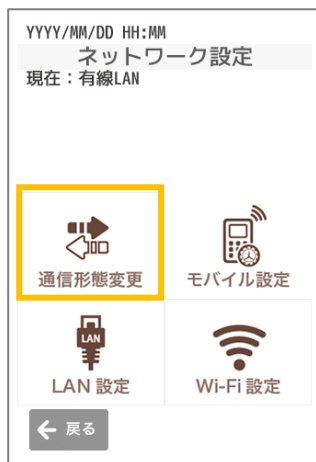 YYYY/MM/DD HH:MM
ネットワーク設定
現在：有線LAN
通信形態変更
モバイル設定
LAN
LAN 設定
Wi-Fi 設定
戻る